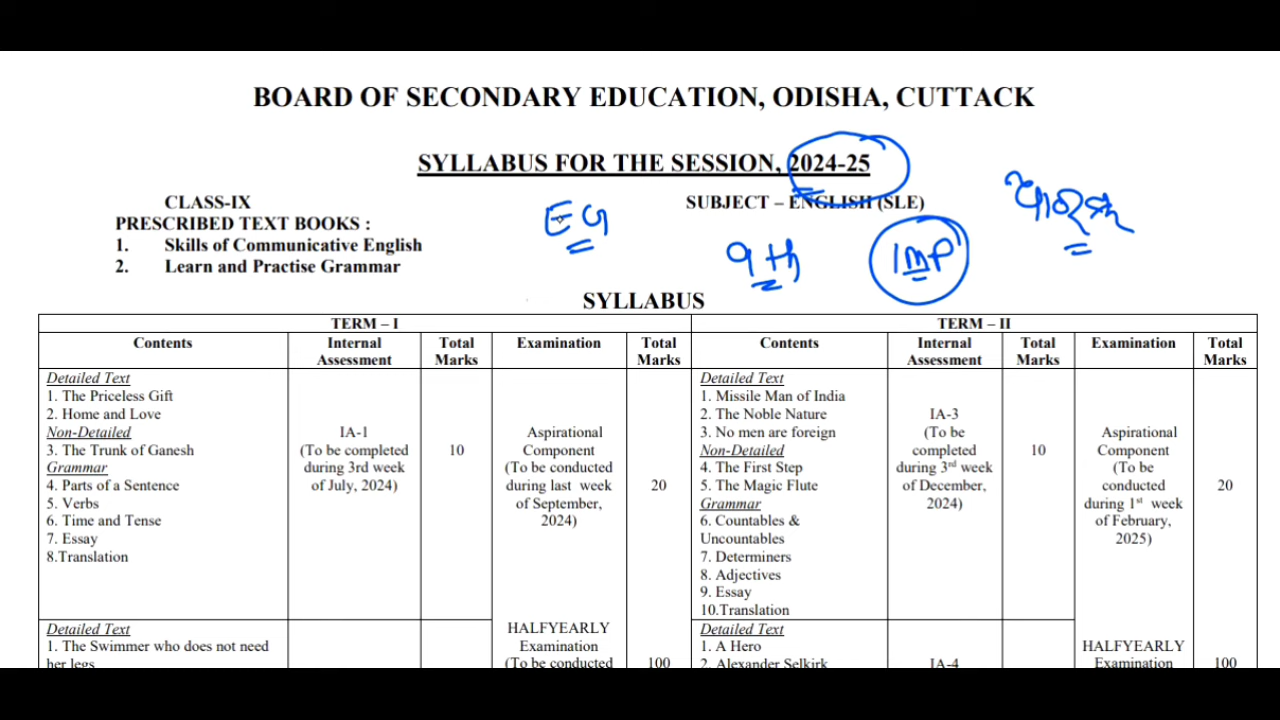 BOARD OF SECONDARY EDUCATION, ODISHA, CUTTACK
SYLLABUS FOR THE SESSION, 2024-25
CLASS-IX
SUBJECT – ENGLISH (SLE)
PRESCRIBED TEXT BOOKS :
1. Skills of Communicative English
2. Learn and Practise Grammar
9th
IMP
SYLLABUS
TERM – I
TERM – II
Contents
Internal Assessment
Total Marks
Examination
Total Marks
Contents
Internal Assessment
Total Marks
Examination
Total Marks
Detailed Text
1. The Priceless Gift
2. Home and Love
Non-Detailed
3. The Trunk of Ganesh
Grammar
4. Parts of a Sentence
5. Verbs
6. Time and Tense
7. Essay
8.Translation
IA-1
(To be completed
during 3rd week
of July, 2024)
10
Aspirational
Component
(To be conducted
during last week
of September,
2024)
20
Detailed Text
1. Missile Man of India
2. The Noble Nature
3. No men are foreign
Non-Detailed
4. The First Step
5. The Magic Flute
Grammar
6. Countables &
Uncountables
7. Determiners
8. Adjectives
9. Essay
10.Translation
IA-3
(To be
completed
during 3rd week
of December,
2024)
10
Aspirational
Component
(To be
conducted
during 1st week
of February,
2025)
20
Detailed Text
1. The Swimmer who does not need
her legs
HALFYEARLY
Examination
(To be conducted
100
Detailed Text
1. A Hero
2. Alexander Selkirk
IA-4
HALFYEARLY
Examination
100